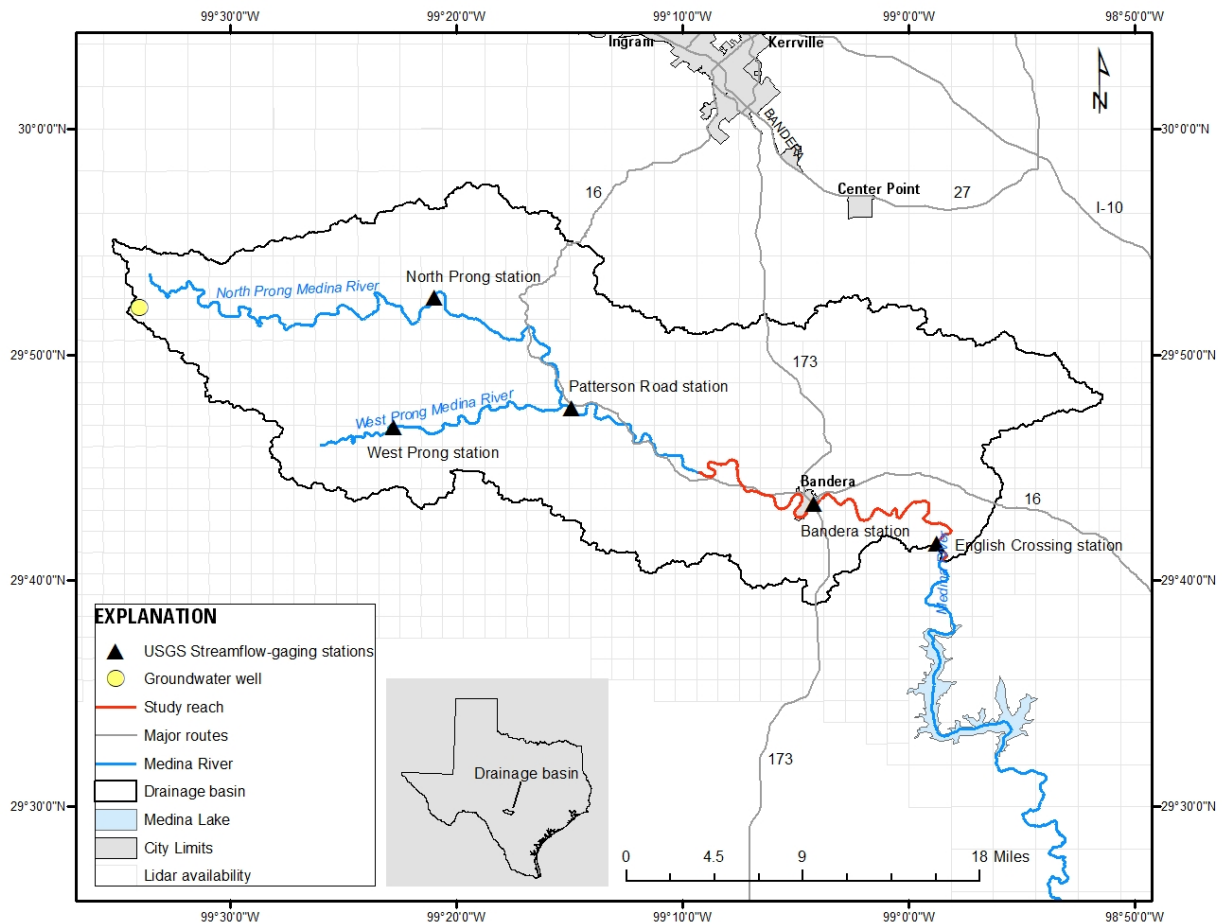 99°30'0"W
99°20'0"W
99°10'0"W
99°0'0"W
98°50'0"W
Ingram
Kerrville
N
30°0'0"N
30°0'0"N
BANDERA
Center Point
16
27
I-10
North Prong station
North Prong Medina River
29°50'0"N
29°50'0"N
173
Patterson Road station
West Prong Medina River
West Prong station
Bandera
16
Bandera station
English Crossing station
29°40'0"N
29°40'0"N
EXPLANATION
USGS Streamflow-gaging stations
Groundwater well
Study reach
Major routes
Medina River
Drainage basin
Medina Lake
City Limits
Lidar availability
Drainage basin
173
29°30'0"N
29°30'0"N
0
4.5
9
18 Miles
99°30'0"W
99°20'0"W
99°10'0"W
99°0'0"W
98°50'0"W